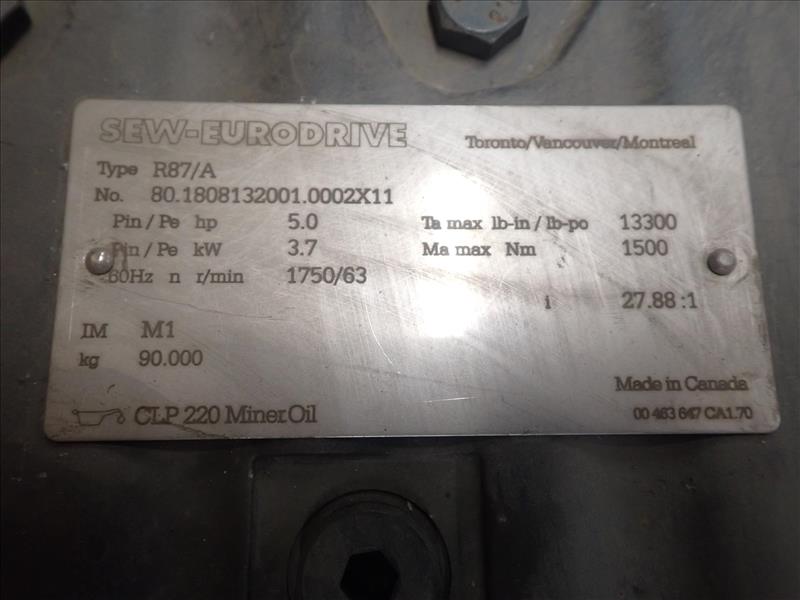 SEW-EURODRIVE Toronto/Vancouver/Montreal
Type R87/A
No. 80.1808132001.0002X11
Pin / Pe hp 5.0 Ta max lb-in / lb-po 13300
Pin / Pe kW 3.7 Ma max Nm 1500
60Hz n r/min 1750/63
i 27.88 :1
IM M1
kg 90.000
Made in Canada
CLP 220 Miner.Oil 00 463 647 CA1.70